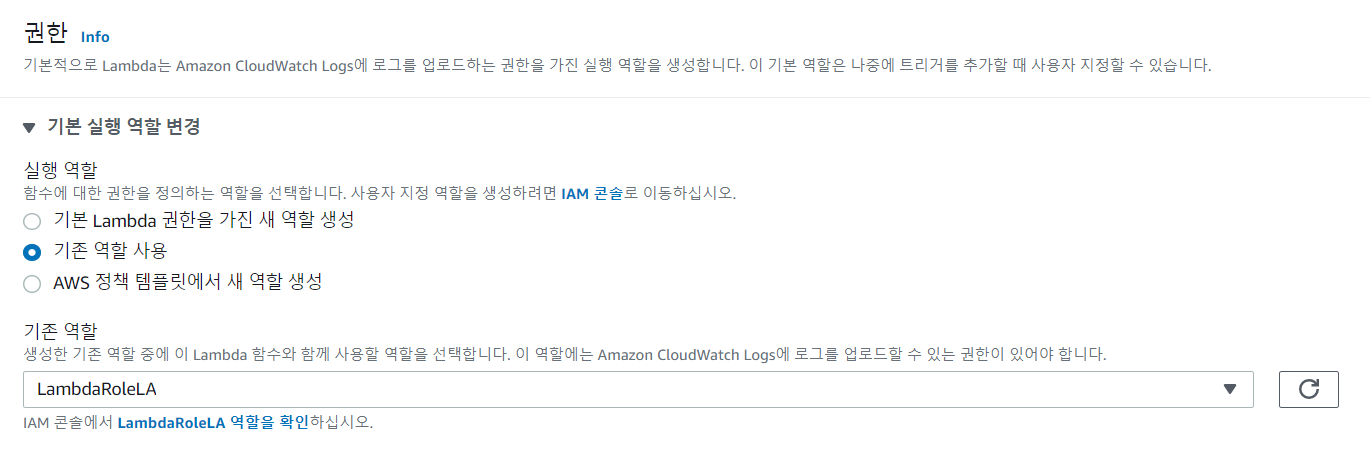 권한 Info
기본적으로 Lambda는 Amazon CloudWatch Logs에 로그를 업로드하는 권한을 가진 실행 역할을 생성합니다. 이 기본 역할은 나중에 트리거를 추가할 때 사용자 지정할 수 있습니다.
기본 실행 역할 변경
실행 역할
함수에 대한 권한을 정의하는 역할을 선택합니다. 사용자 지정 역할을 생성하려면 IAM 콘솔로 이동하십시오.
기본 Lambda 권한을 가진 새 역할 생성
기존 역할 사용
AWS 정책 템플릿에서 새 역할 생성
기존 역할
생성한 기존 역할 중에 이 Lambda 함수와 함께 사용할 역할을 선택합니다. 이 역할에는 Amazon CloudWatch Logs에 로그를 업로드할 수 있는 권한이 있어야 합니다.
LambdaRoleLA
IAM 콘솔에서 LambdaRoleLA 역할을 확인하십시오.